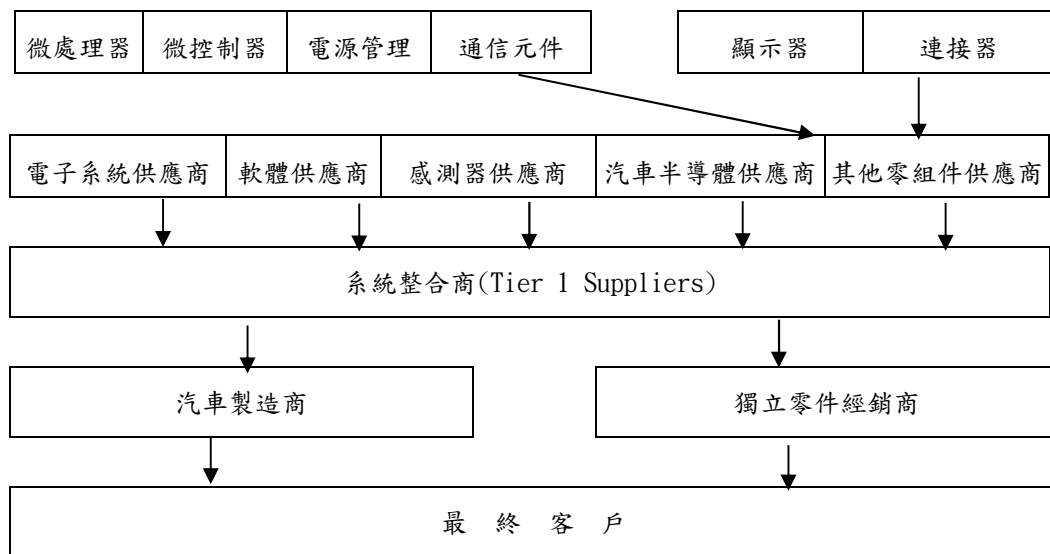 微處理器 微控制器 電源管理 通信元件 顯示器 連接器
電子系統供應商 軟體供應商 感測器供應商 汽車半導體供應商 其他零組件供應商
系統整合商(Tier 1 Suppliers)
汽車製造商 獨立零件經銷商
最 終 客 戶